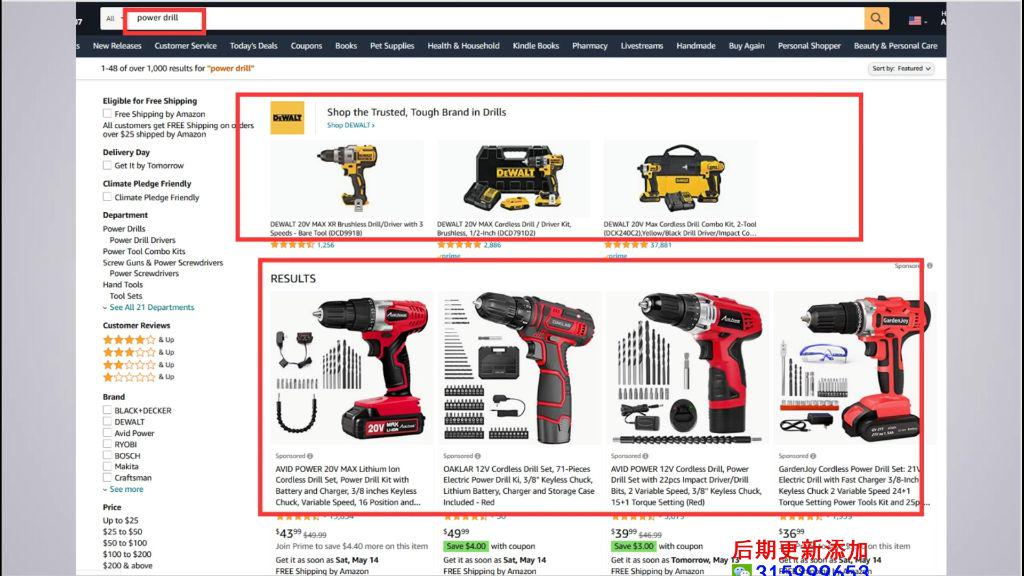 All
power drill
New Releases Customer Service Today's Deals Coupons Books Pet Supplies Health & Household Kindle Books Pharmacy Livestreams Handmade Buy Again Personal Shopper Beauty & Personal Care
1-48 of over 1,000 results for "power drill"
Sort by: Featured
Eligible for Free Shipping
Free Shipping by Amazon
All customers get FREE Shipping on orders
over $25 shipped by Amazon
Delivery Day
Get It by Tomorrow
Climate Pledge Friendly
Climate Pledge Friendly
Department
Power Drills
Power Drill Drivers
Power Tool Combo Kits
Screw Guns & Power Screwdrivers
Power Screwdrivers
Hand Tools
Tool Sets
See All 21 Departments
Customer Reviews
& Up
& Up
& Up
& Up
Brand
BLACK+DECKER
DEWALT
Avid Power
RYOBI
BOSCH
Makita
Craftsman
See more
Price
Up to $25
$25 to $50
$50 to $100
$100 to $200
$200 & above
DEWALT
Shop the Trusted, Tough Brand in Drills
Shop DEWALT ›
DEWALT
DEWALT 20V MAX XR Brushless Drill/Driver with 3
Speeds - Bare Tool (DCD991B)
1,256
DEWALT 20V MAX Cordless Drill / Driver Kit,
Brushless, 1/2-Inch (DCD791D2)
2,886
prime
DEWALT 20V Max Cordless Drill Combo Kit, 2-Tool
(DCK240C2),Yellow/Black Drill Driver/Impact Co...
37,881
prime
Sponsored
RESULTS
20V MAX
Sponsored
AVID POWER 20V MAX Lithium Ion
Cordless Drill Set, Power Drill Kit with
Battery and Charger, 3/8 inches Keyless
Chuck, Variable Speed, 16 Position and...
$43.99 $49.99
Join Prime to save $4.40 more on this item
Get it as soon as Sat, May 14
FREE Shipping by Amazon
OAKLAR
Sponsored
OAKLAR 12V Cordless Drill Set, 71-Pieces
Electric Power Drill Ki, 3/8" Keyless Chuck,
Lithium Battery, Charger and Storage Case
Included - Red
$49.99
Save $4.00 with coupon
Get it as soon as Sat, May 14
FREE Shipping by Amazon
Sponsored
AVID POWER 12V Cordless Drill, Power
Drill Set with 22pcs Impact Driver/Drill
Bits, 2 Variable Speed, 3/8" Keyless Chuck,
15+1 Torque Setting (Red)
$39.99 $46.99
Save $3.00 with coupon
Get it as soon as Tomorrow, May 13
FREE Shipping by Amazon
GardenJoy
Sponsored
GardenJoy Cordless Power Drill Set: 21V
Electric Drill with Fast Charger 3/8-Inch
Keyless Chuck 2 Variable Speed 24+1
Torque Setting Power Tools Kit and 25p...
$36.99
Get it as soon as Sat, May 14
FREE Shipping by Amazon
后期更新添加
315999653